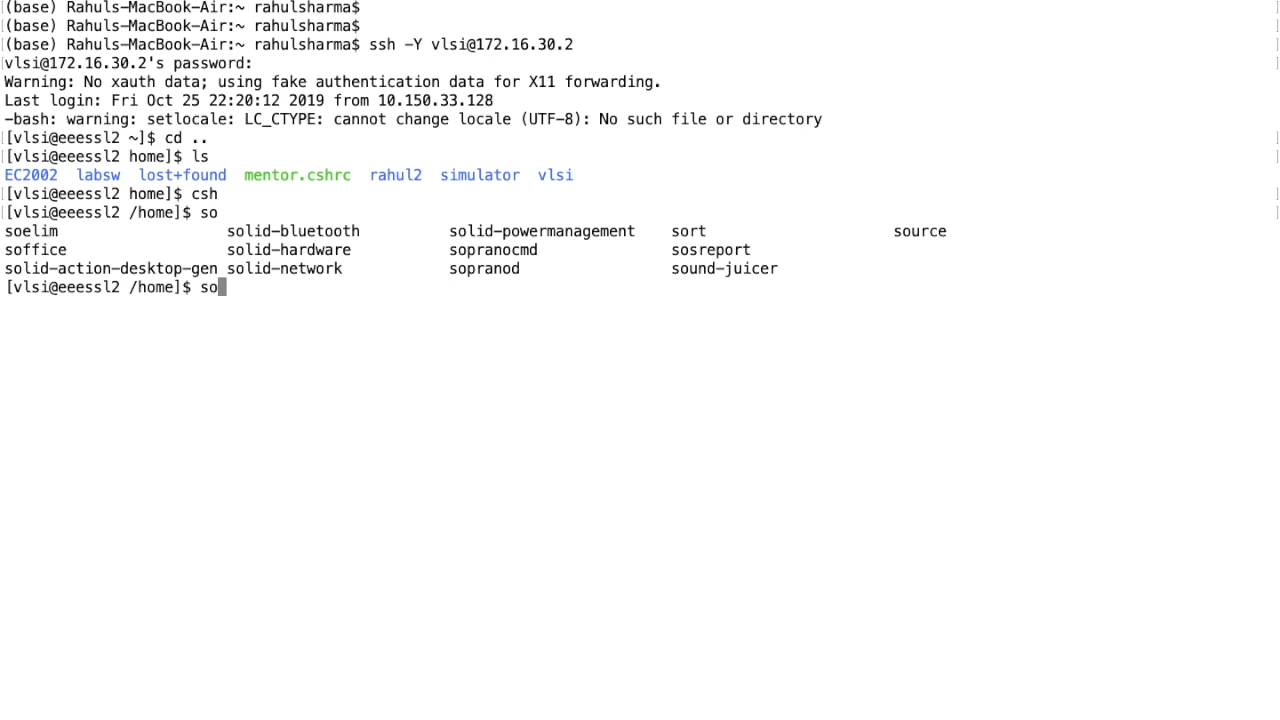 (base) Rahuls-MacBook-Air:~ rahulsharma$
(base) Rahuls-MacBook-Air:~ rahulsharma$
(base) Rahuls-MacBook-Air:~ rahulsharma$ ssh -Y vlsi@172.16.30.2
vlsi@172.16.30.2's password:
Warning: No xauth data; using fake authentication data for X11 forwarding.
Last login: Fri Oct 25 22:20:12 2019 from 10.150.33.128
-bash: warning: setlocale: LC_CTYPE: cannot change locale (UTF-8): No such file or directory
[vlsi@eeessl2 ~]$ cd ..
[vlsi@eeessl2 home]$ ls
EC2002  labsw  lost+found  mentor.cshrc  rahul2  simulator  vlsi
[vlsi@eeessl2 home]$ csh
[vlsi@eeessl2 /home]$ so
soelim                   solid-bluetooth          solid-powermanagement    sort                     source
soffice                  solid-hardware           sopranocmd               sosreport
solid-action-desktop-gen solid-network            sopranod                 sound-juicer
[vlsi@eeessl2 /home]$ so